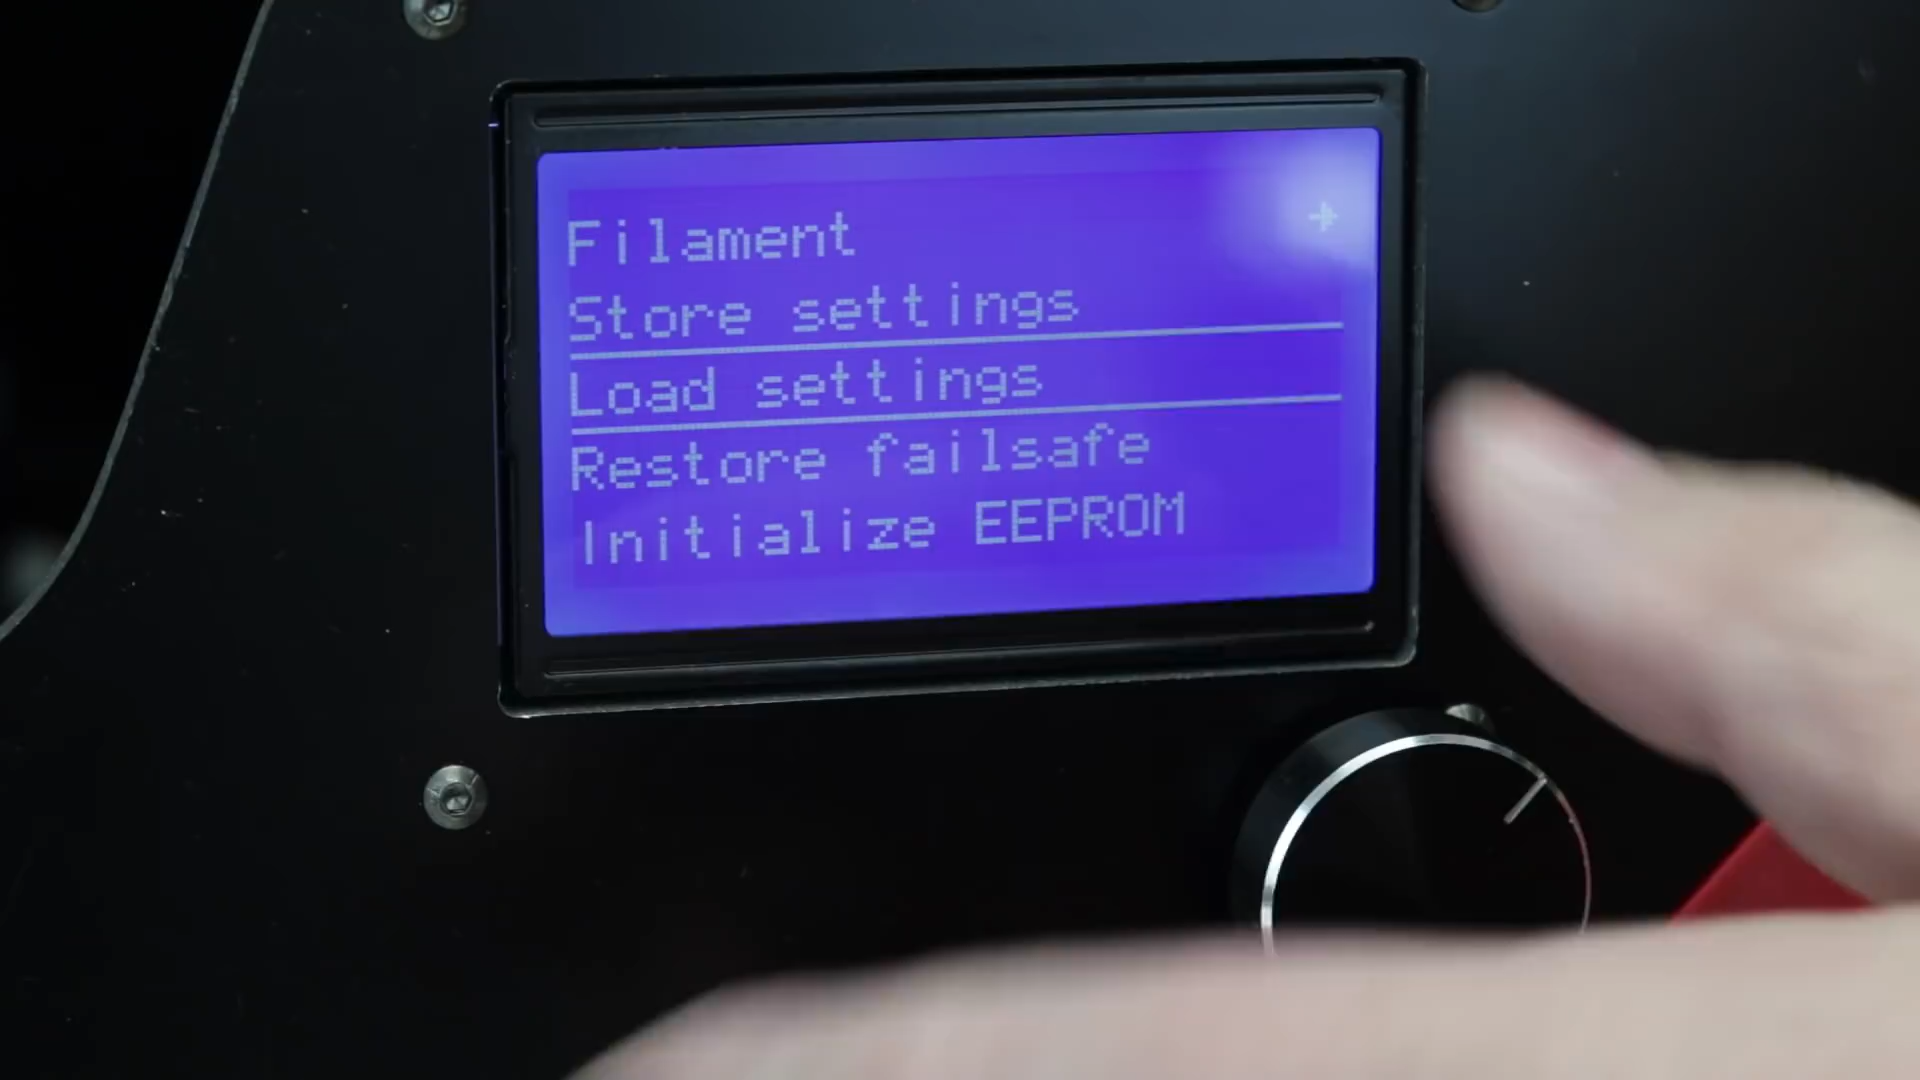 Filament →
Store settings
Load settings
Restore failsafe
Initialize EEPROM